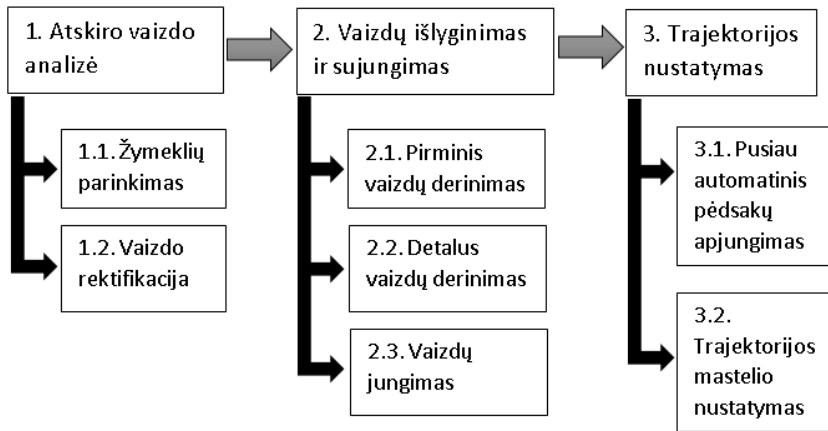 1. Atskiro vaizdo
analizė
2. Vaizdų išlyginimas
ir sujungimas
3. Trajektorijos
nustatymas
1.1. Žymeklių
parinkimas
1.2. Vaizdo
rektifikacija
2.1. Pirminis
vaizdų derinimas
2.2. Detalus
vaizdų derinimas
2.3. Vaizdų
jungimas
3.1. Pusiau
automatinis
pėdsakų
apjungimas
3.2.
Trajektorijos
mastelio
nustatymas